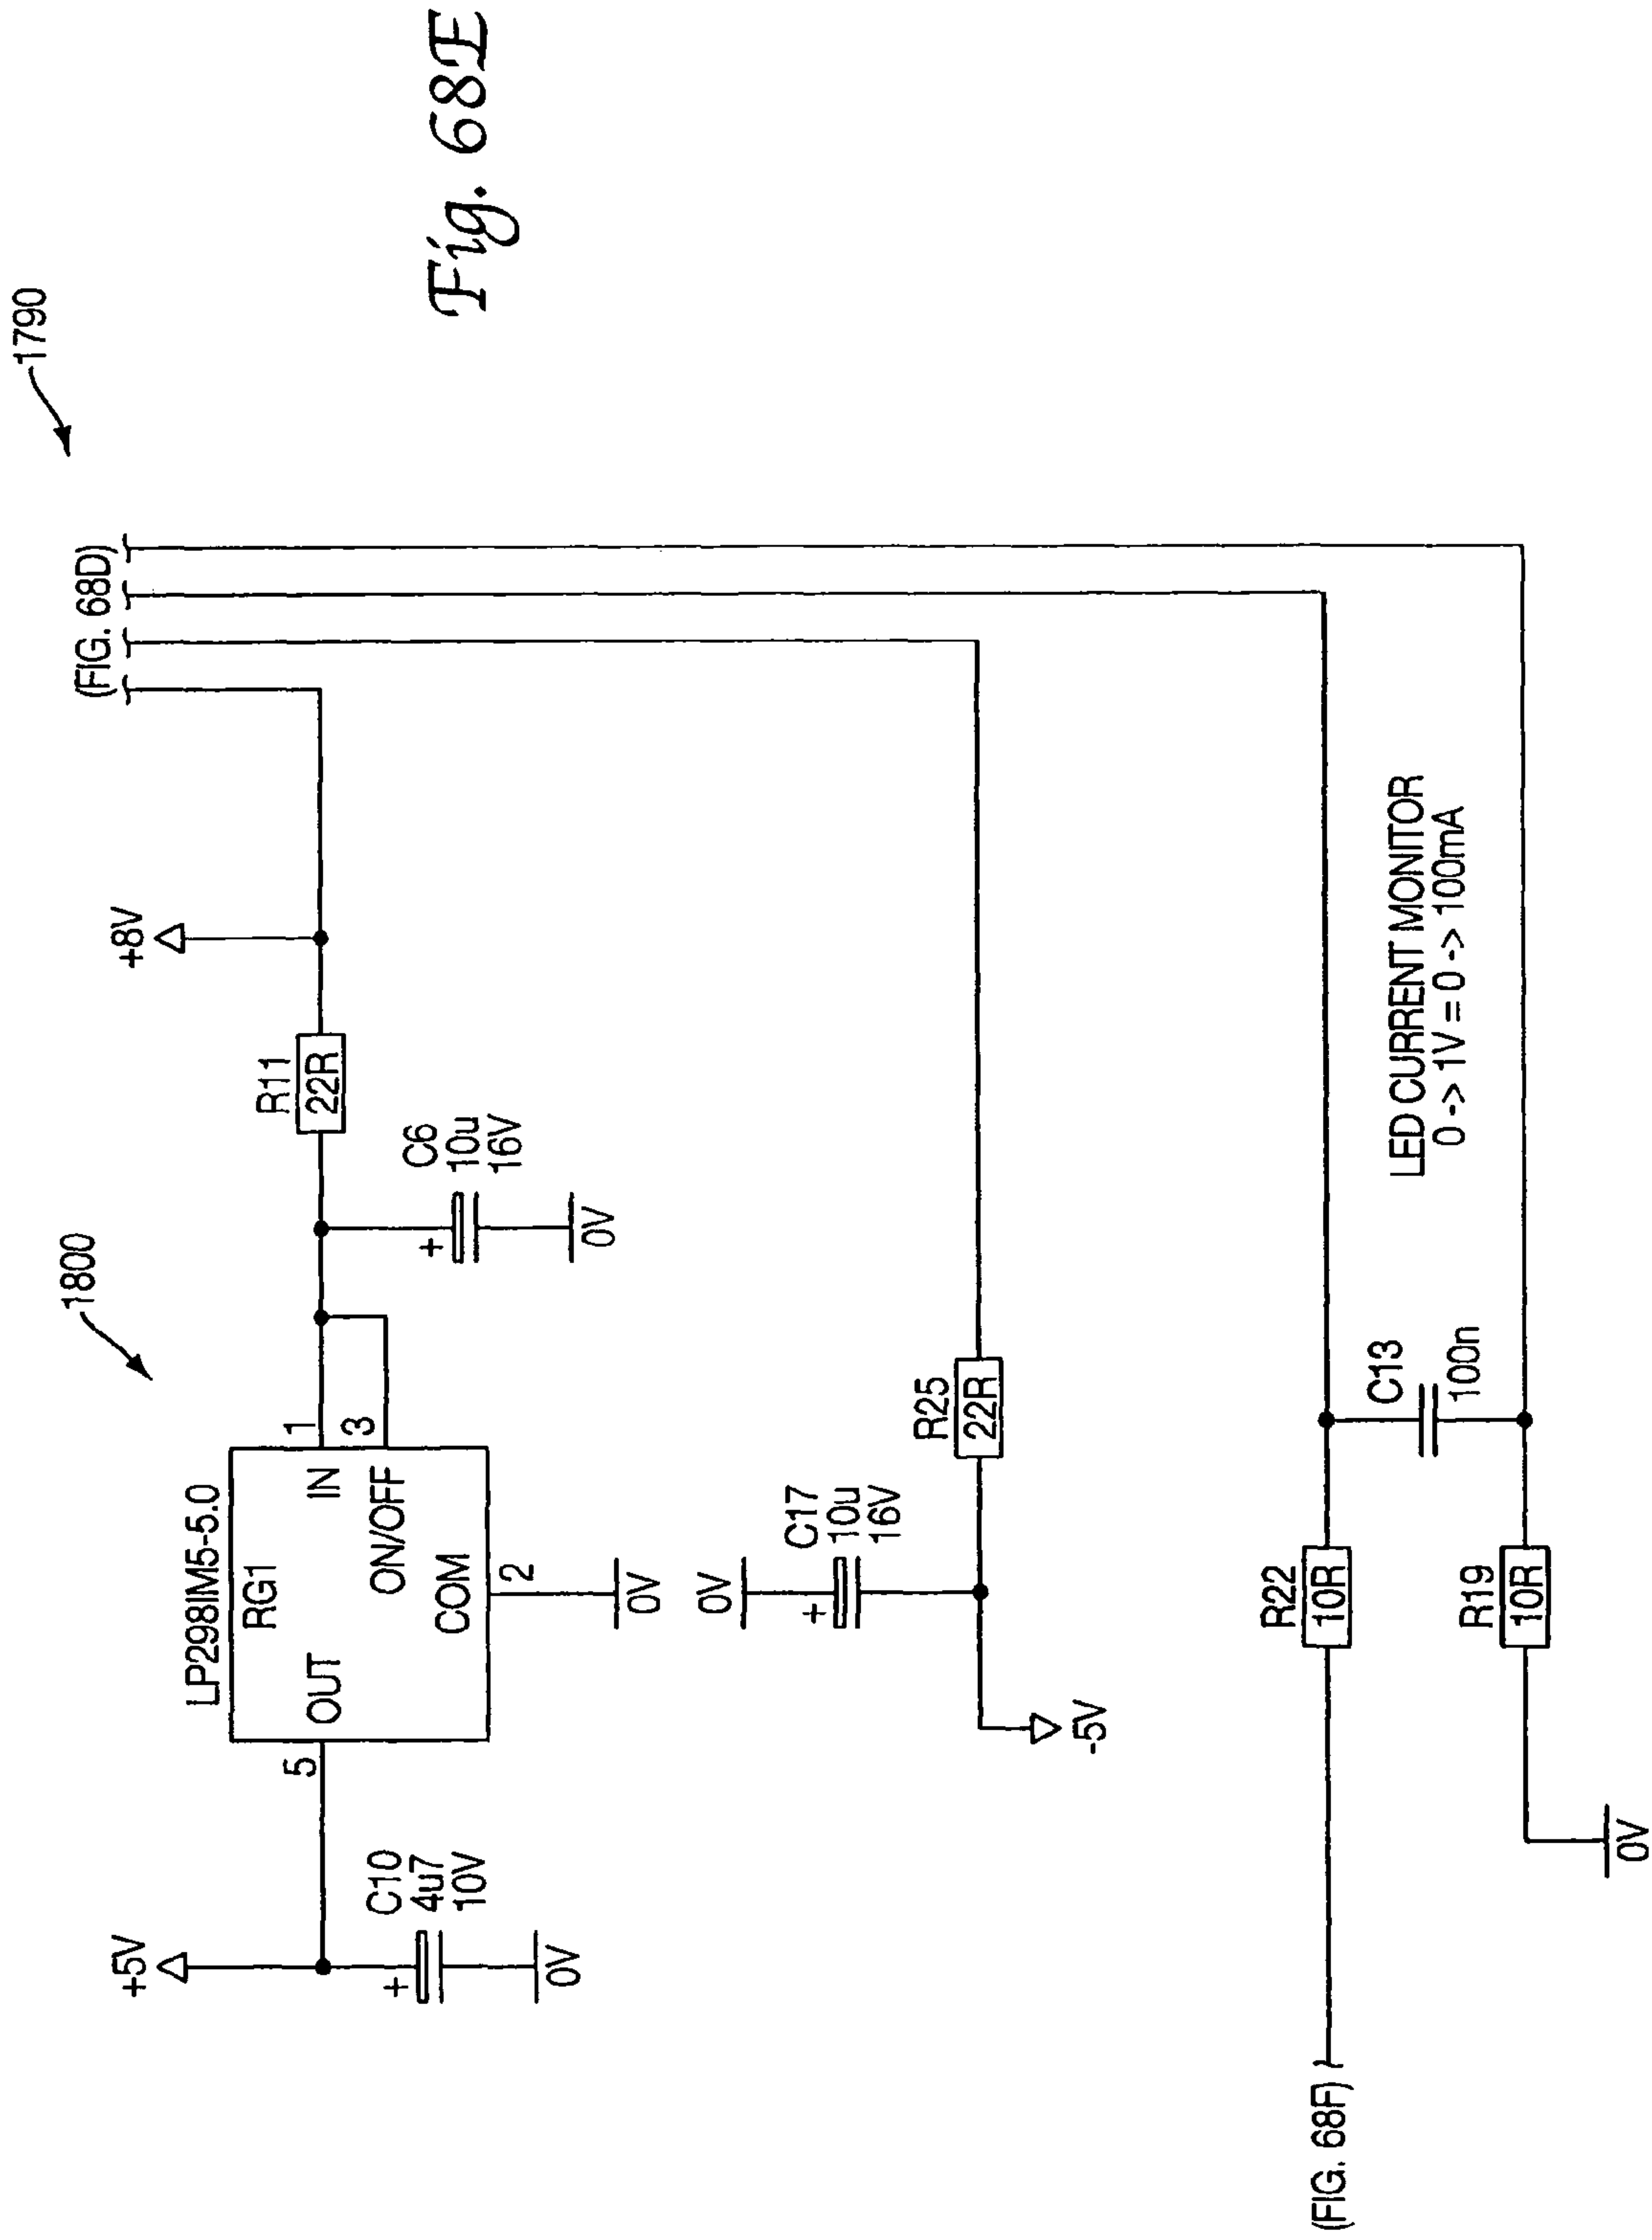 Fig. 68E
1790
(FIG. 68D)
1800
+8V
R11
22R
C6
10u
16V
+
0V
LP298IM5-5.0
RG1
IN
1
ON/OFF
3
OUT
5
COM
2
0V
+5V
C10
4u7
10V
+
0V
0V
C17
10u
16V
+
R25
22R
-5V
LED CURRENT MONITOR
0 -> 1V = 0 -> 100mA
C13
100n
R22
10R
R19
10R
0V
(FIG. 68F)